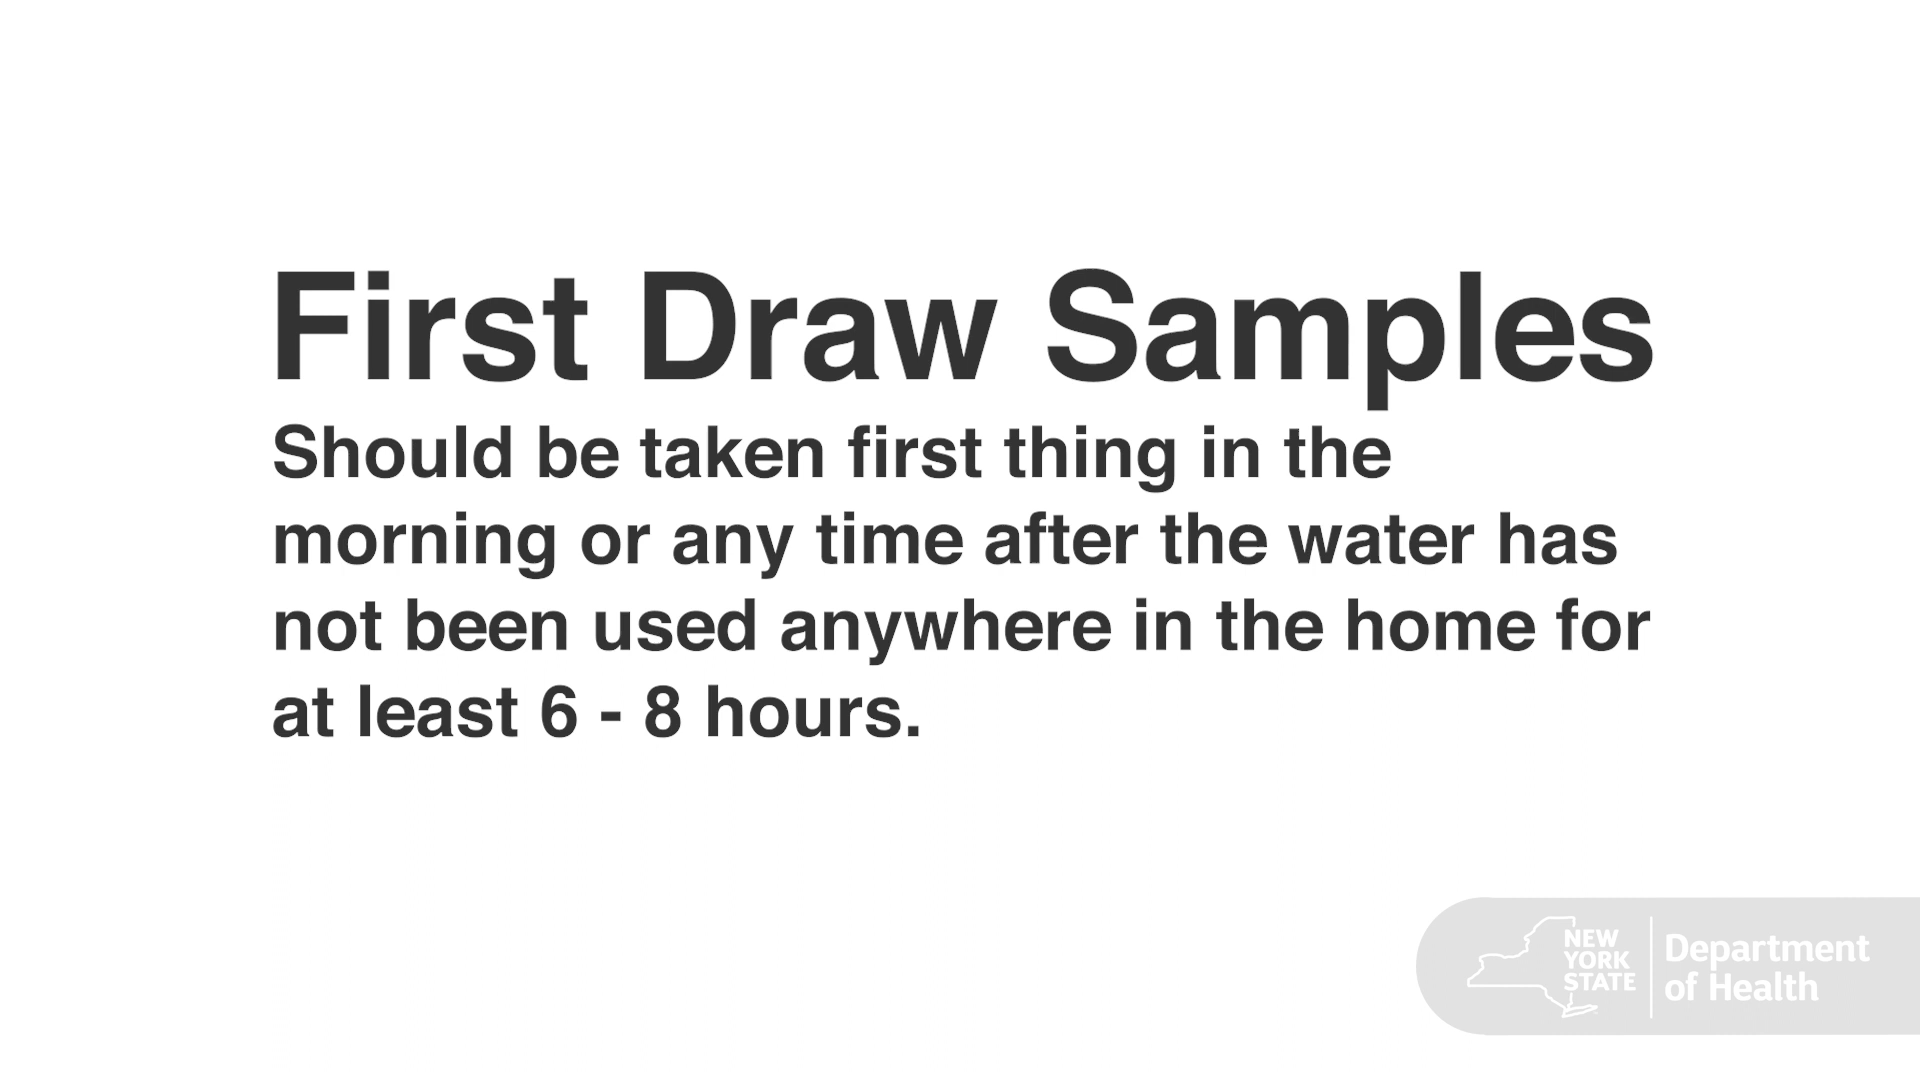 First Draw Samples
Should be taken first thing in the
morning or any time after the water has
not been used anywhere in the home for
at least 6 - 8 hours.
NEW
YORK
STATE
Department
of Health